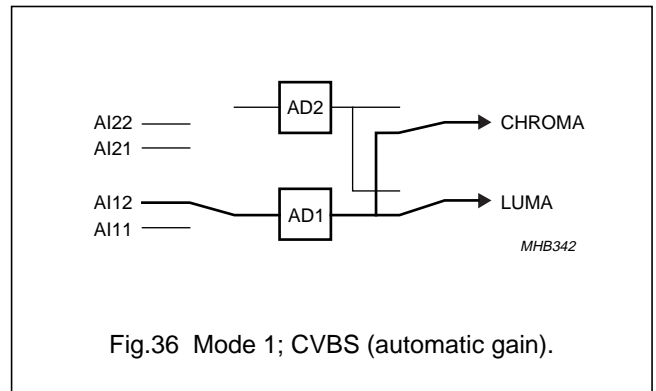 AD2
AI22
CHROMA
AI21
AI12
LUMA
AD1
AI11
MHB342
Fig.36 Mode 1; CVBS (automatic gain).